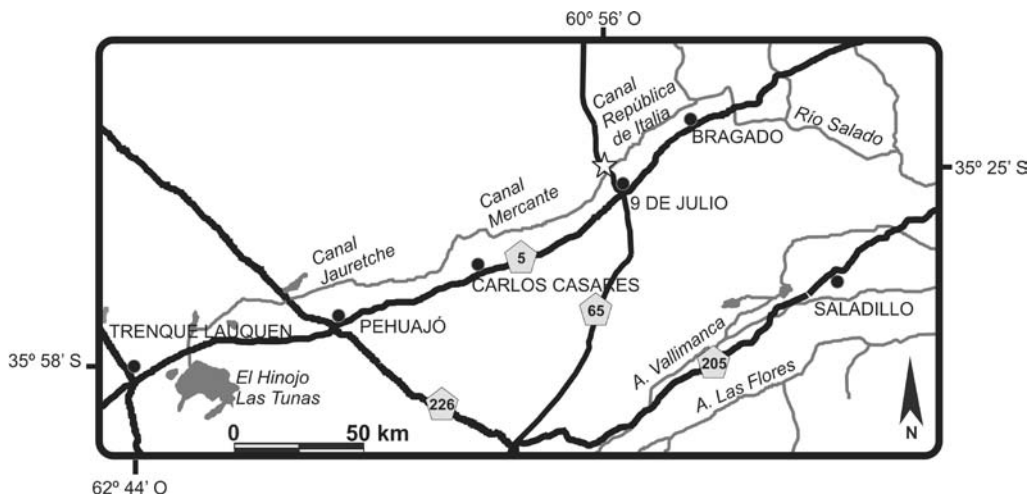 60º 56’ O
Canal
República
de Italia
BRAGADO
Río Salado
35º 25’ S
9 DE JULIO
Canal
Mercante
Canal
Jauretche
5
CARLOS CASARES
65
SALADILLO
TRENQUE LAUQUEN
PEHUAJÓ
A. Vallimanca
205
35º 58’ S
El Hinojo
Las Tunas
226
A. Las Flores
0 50 km
N
62º 44’ O